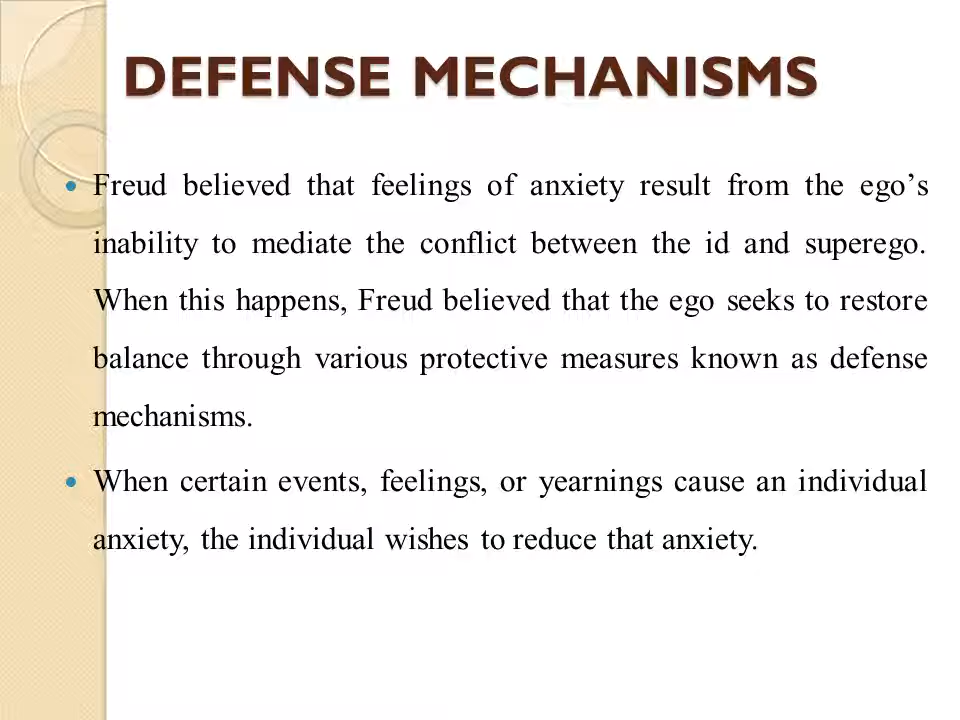 DEFENSE MECHANISMS
Freud believed that feelings of anxiety result from the ego’s
inability to mediate the conflict between the id and superego.
When this happens, Freud believed that the ego seeks to restore
balance through various protective measures known as defense
mechanisms.
When certain events, feelings, or yearnings cause an individual
anxiety, the individual wishes to reduce that anxiety.